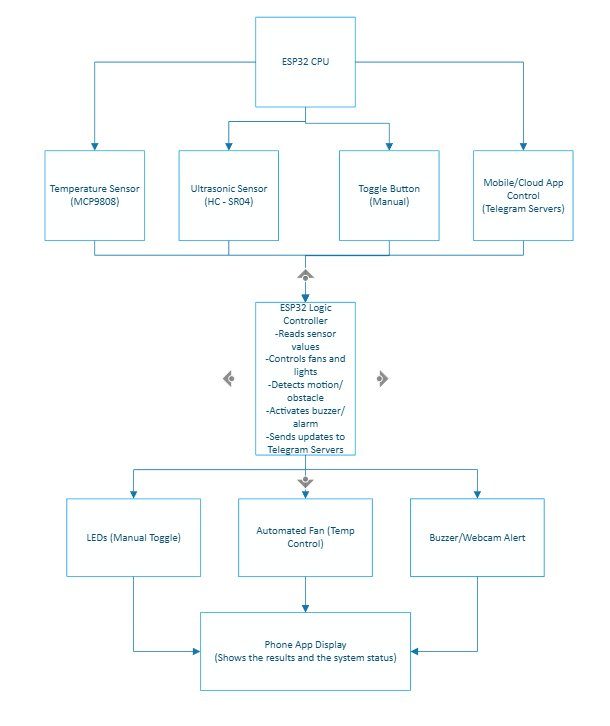 ESP32 CPU
Temperature Sensor
(MCP9808)
Ultrasonic Sensor
(HC - SR04)
Toggle Button
(Manual)
Mobile/Cloud App
Control
(Telegram Servers)
ESP32 Logic
Controller
-Reads sensor
values
-Controls fans and
lights
-Detects motion/
obstacle
-Activates buzzer/
alarm
-Sends updates to
Telegram Servers
LEDs (Manual Toggle)
Automated Fan (Temp
Control)
Buzzer/Webcam Alert
Phone App Display
(Shows the results and the system status)